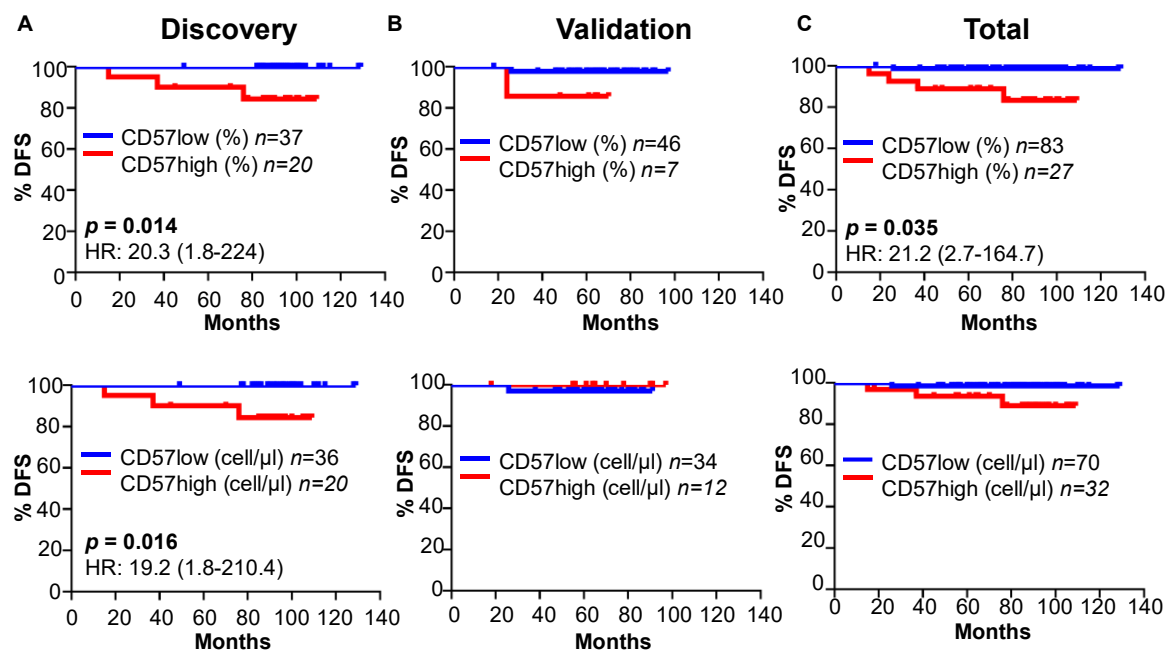 A Discovery
B Validation
C Total
% DFS
100
80
60
40
20
0
CD57low (%) n=37
CD57high (%) n=20
p = 0.014
HR: 20.3 (1.8-224)
0 20 40 60 80 100 120 140
Months
% DFS
100
80
60
40
20
0
CD57low (%) n=46
CD57high (%) n=7
0 20 40 60 80 100 120 140
Months
% DFS
100
80
60
40
20
0
CD57low (%) n=83
CD57high (%) n=27
p = 0.035
HR: 21.2 (2.7-164.7)
0 20 40 60 80 100 120 140
Months
% DFS
100
80
60
40
20
0
CD57low (cell/µl) n=36
CD57high (cell/µl) n=20
p = 0.016
HR: 19.2 (1.8-210.4)
0 20 40 60 80 100 120 140
Months
% DFS
100
80
60
40
20
0
CD57low (cell/µl) n=34
CD57high (cell/µl) n=12
0 20 40 60 80 100 120 140
Months
% DFS
100
80
60
40
20
0
CD57low (cell/µl) n=70
CD57high (cell/µl) n=32
0 20 40 60 80 100 120 140
Months